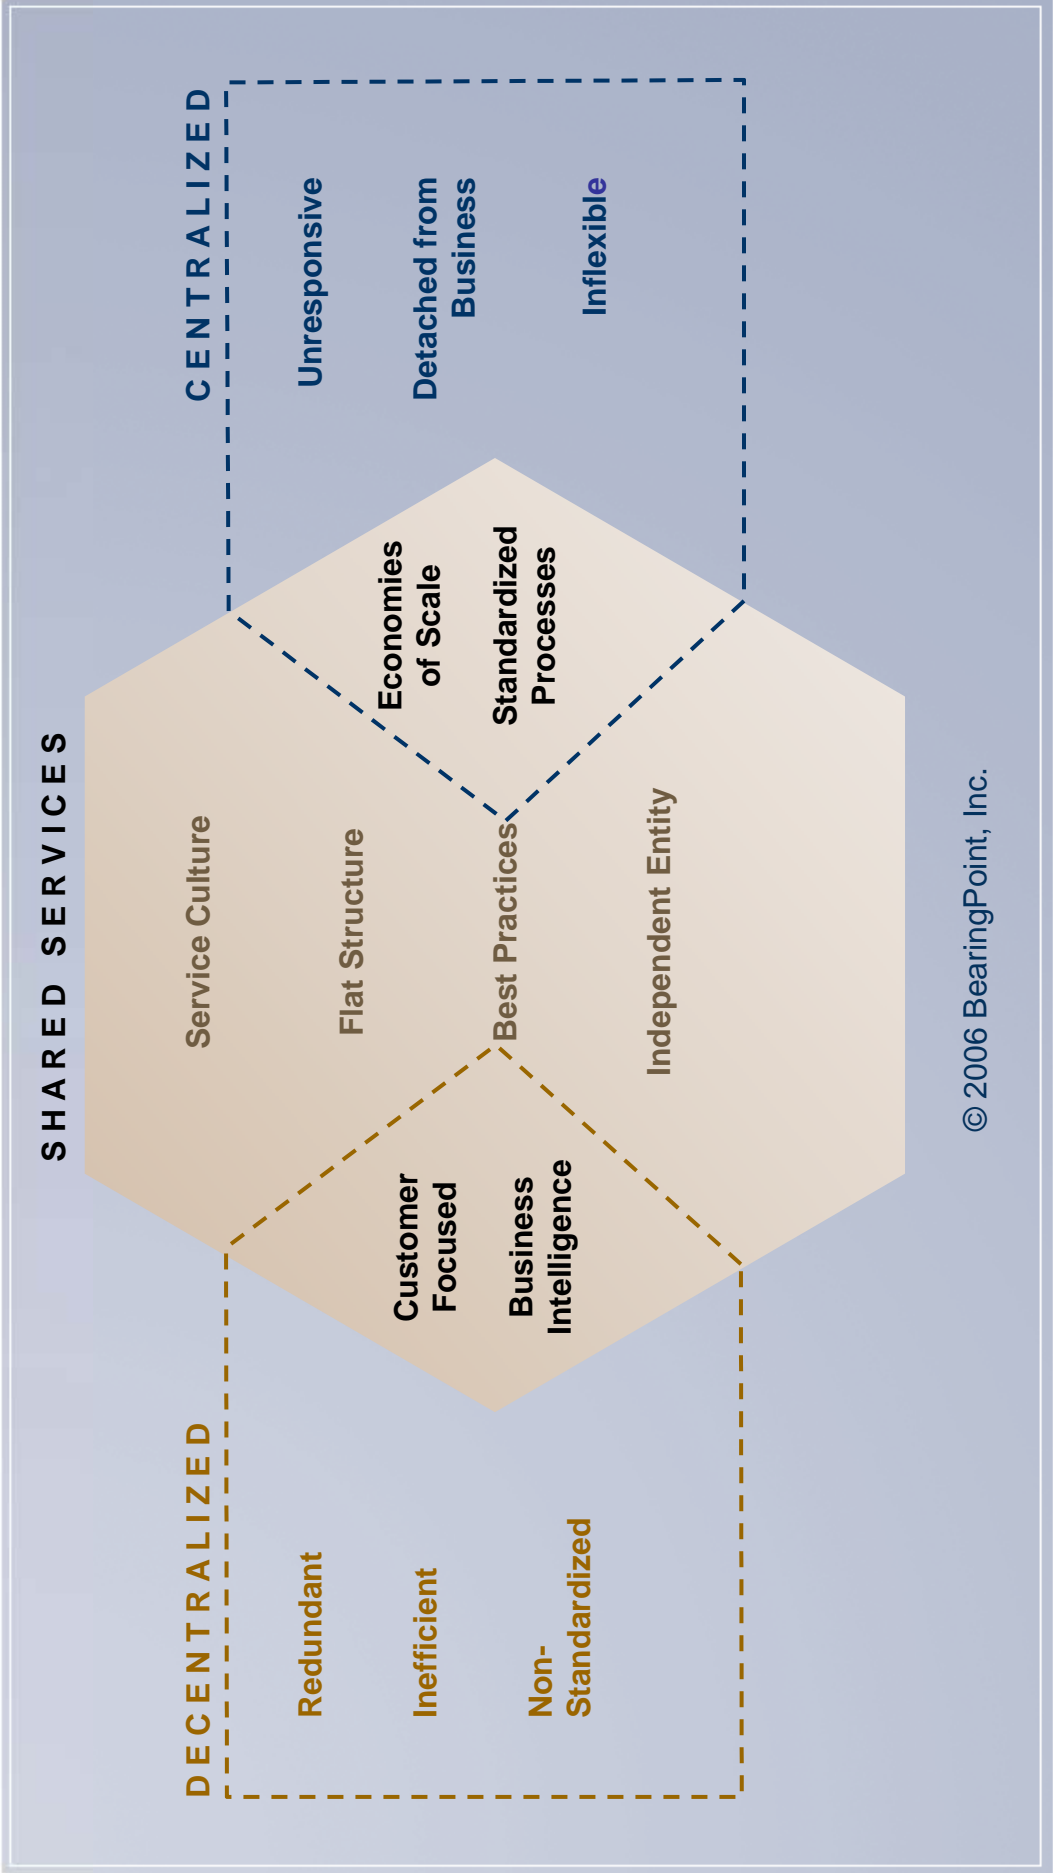 SHARED SERVICES
DECENTRALIZED
CENTRALIZED
Redundant
Inefficient
Non-
Standardized
Customer
Focused
Business
Intelligence
Service Culture
Flat Structure
Best Practices
Independent Entity
Economies
of Scale
Standardized
Processes
Unresponsive
Detached from
Business
Inflexible
© 2006 BearingPoint, Inc.